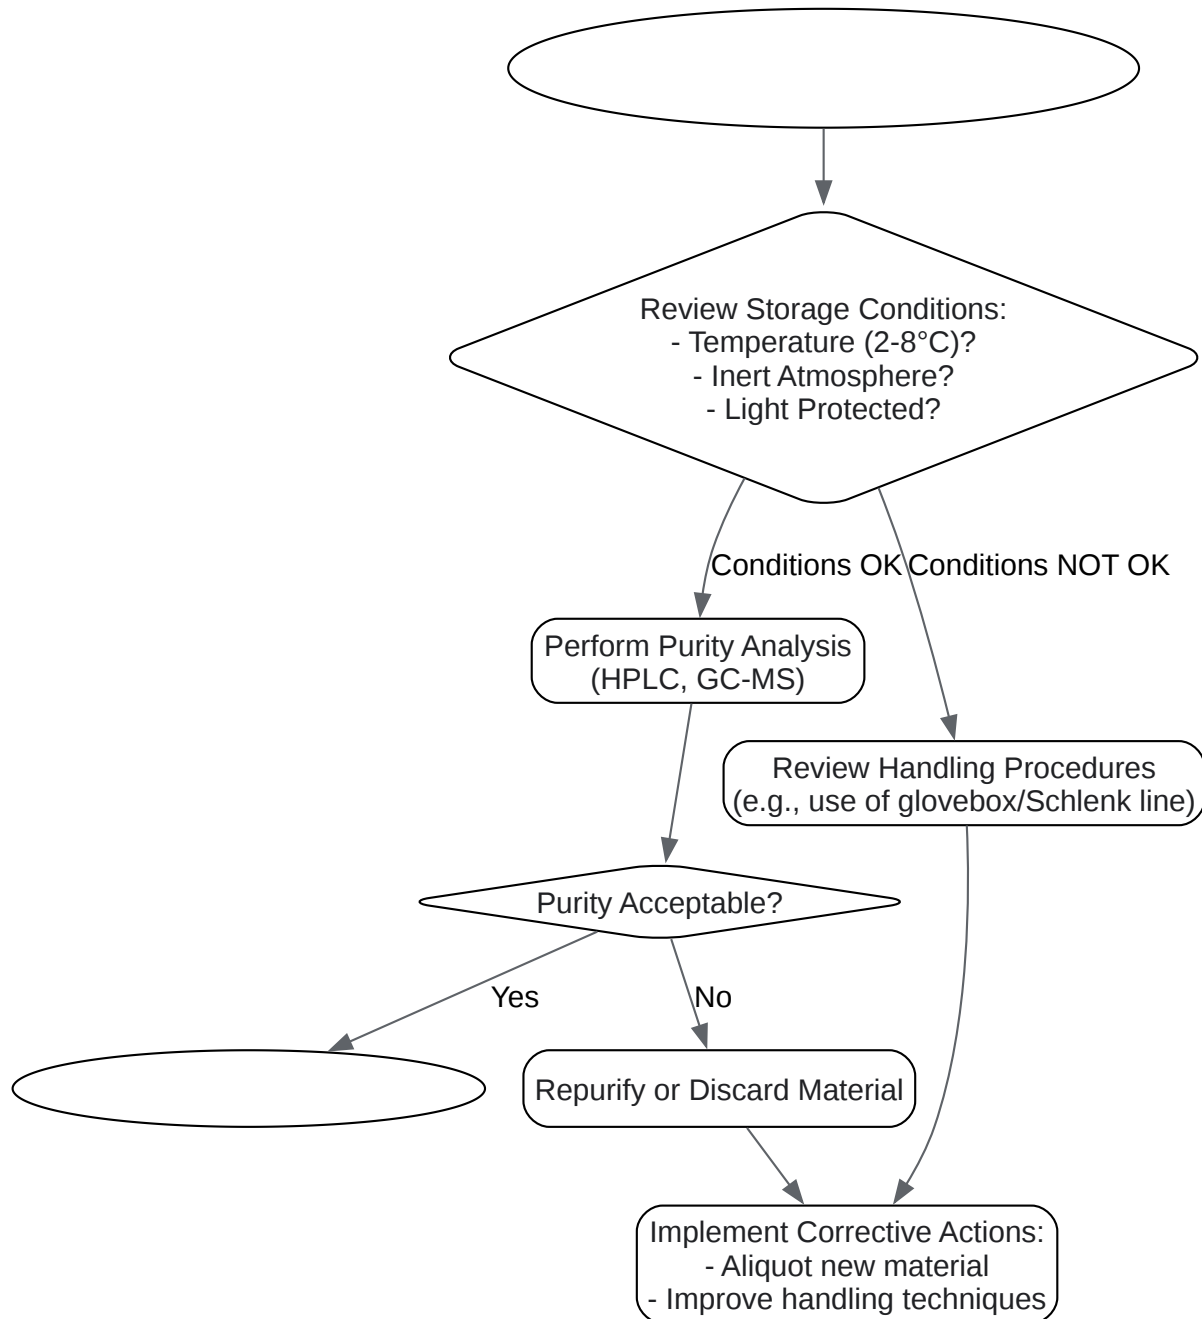 Review Storage Conditions:
- Temperature (2-8°C)?
- Inert Atmosphere?
- Light Protected?
Conditions OK
Conditions NOT OK
Perform Purity Analysis
(HPLC, GC-MS)
Review Handling Procedures
(e.g., use of glovebox/Schlenk line)
Purity Acceptable?
Yes
No
Repurify or Discard Material
Implement Corrective Actions:
- Aliquot new material
- Improve handling techniques